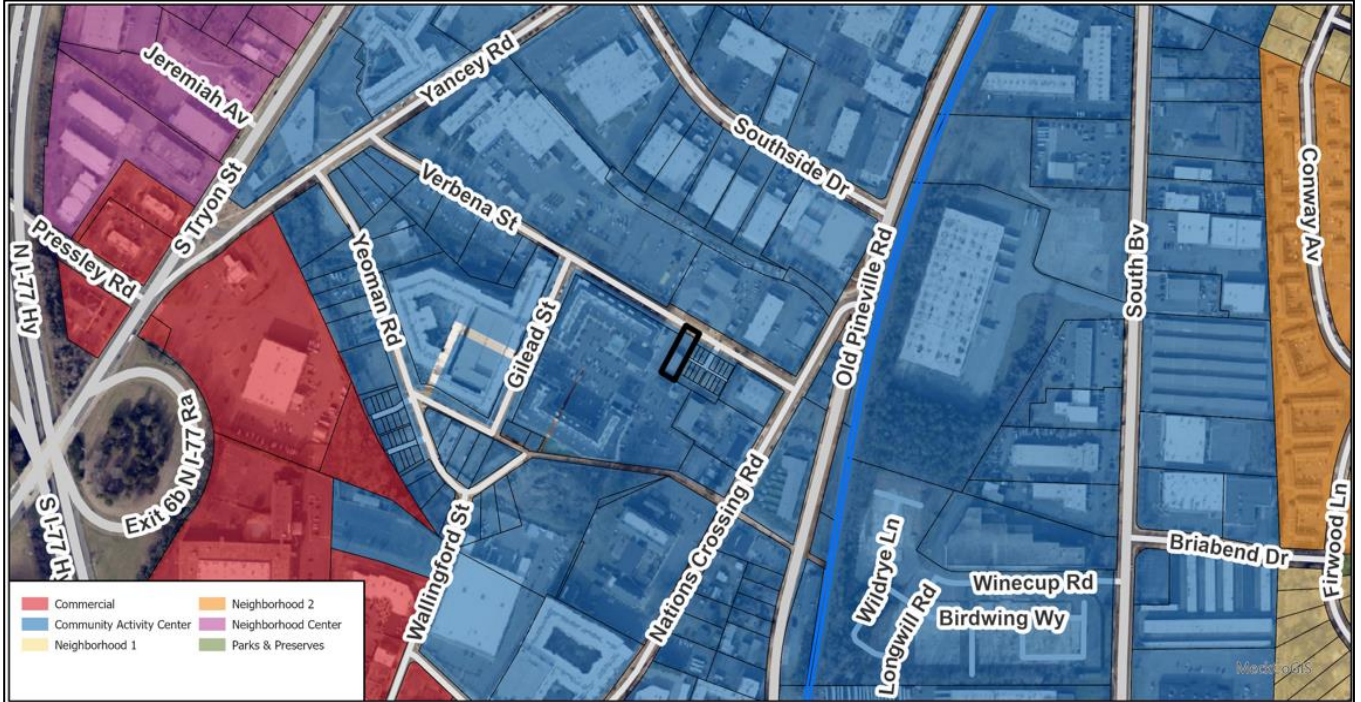 Jeremiah Av
Yancey Rd
S Tryon St
Southside Dr
Verbena St
Pressley Rd
N I-77 Hy
Yeoman Rd
Gilead St
Old Pineville Rd
South Bv
Conway Av
Exit 6b N I-77 Ra
S I-77 Hy
Wallingford St
Nations Crossing Rd
Wildrye Ln
Longwill Rd
Winecup Rd
Birdwing Wy
Briabend Dr
Firwood Ln
Commercial
Community Activity Center
Neighborhood 1
Neighborhood 2
Neighborhood Center
Parks & Preserves